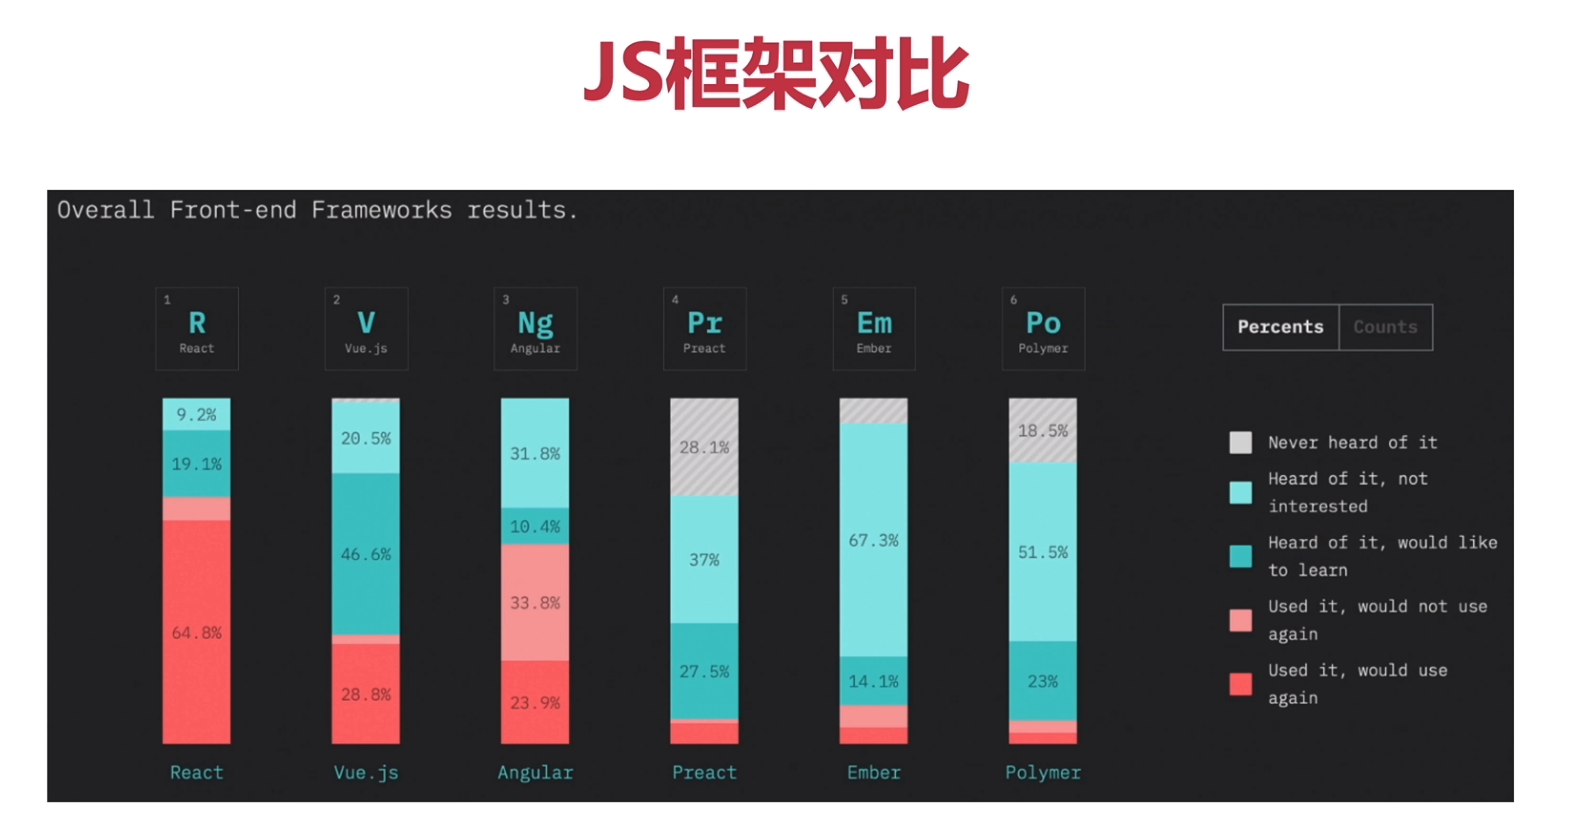 JS框架对比
Overall Front-end Frameworks results.
1
R
React
2
V
Vue.js
3
Ng
Angular
4
Pr
Preact
5
Em
Ember
6
Po
Polymer
Percents
Counts
9.2%
19.1%
64.8%
20.5%
46.6%
28.8%
31.8%
10.4%
33.8%
23.9%
28.1%
37%
27.5%
67.3%
14.1%
18.5%
51.5%
23%
React
Vue.js
Angular
Preact
Ember
Polymer
Never heard of it
Heard of it, not
interested
Heard of it, would like
to learn
Used it, would not use
again
Used it, would use
again